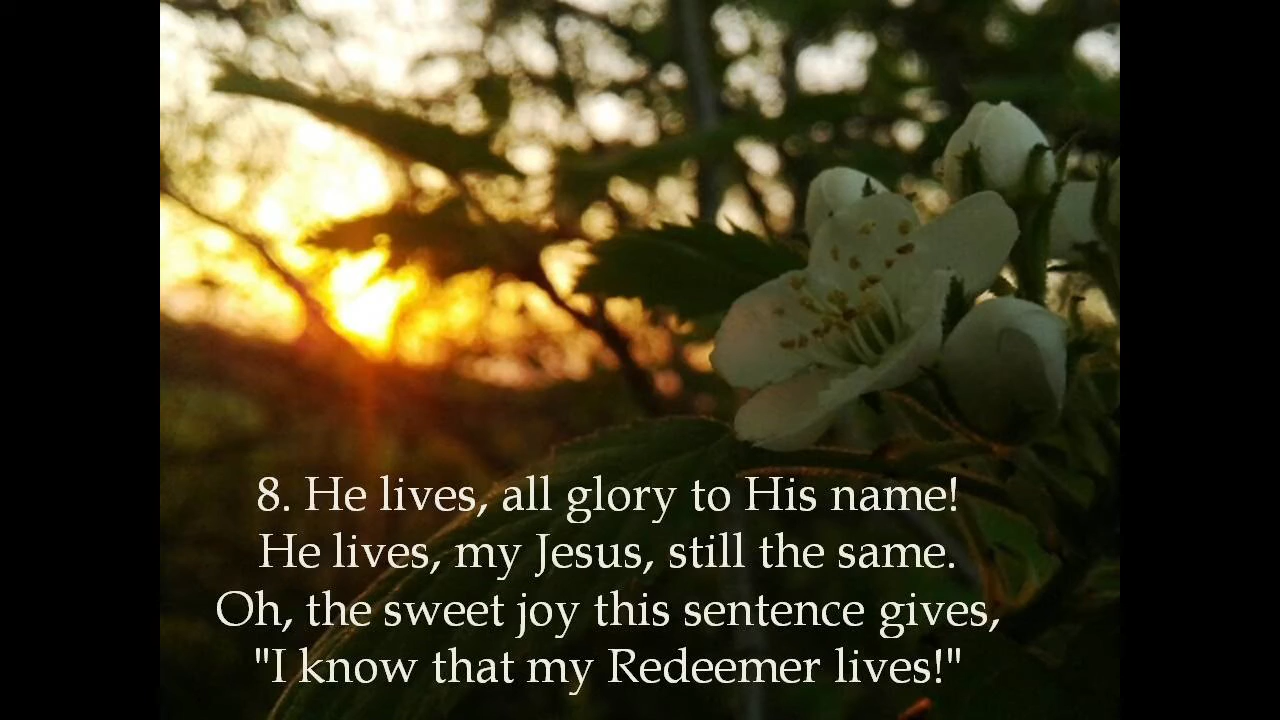 8. He lives, all glory to His name!
He lives, my Jesus, still the same.
Oh, the sweet joy this sentence gives,
"I know that my Redeemer lives!"